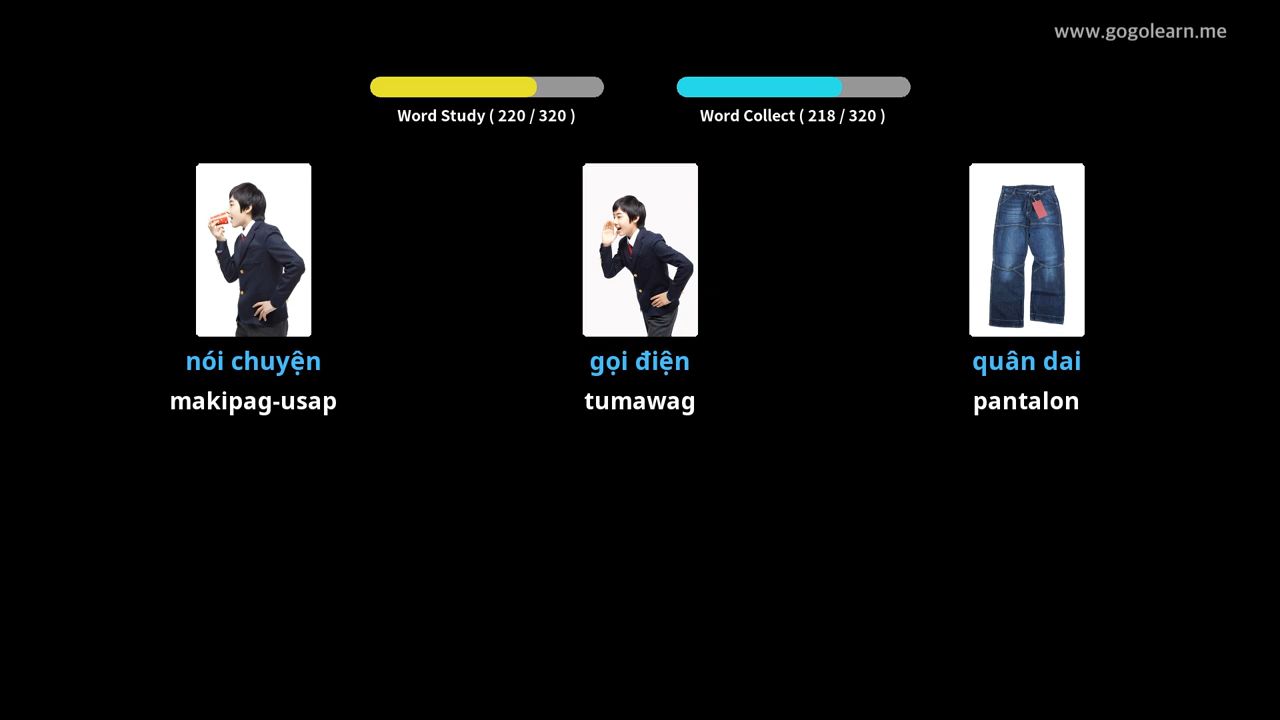 www.gogolearn.me
Word Study ( 220 / 320 )
Word Collect ( 218 / 320 )
nói chuyện
gọi điện
quân dai
makipag-usap
tumawag
pantalon